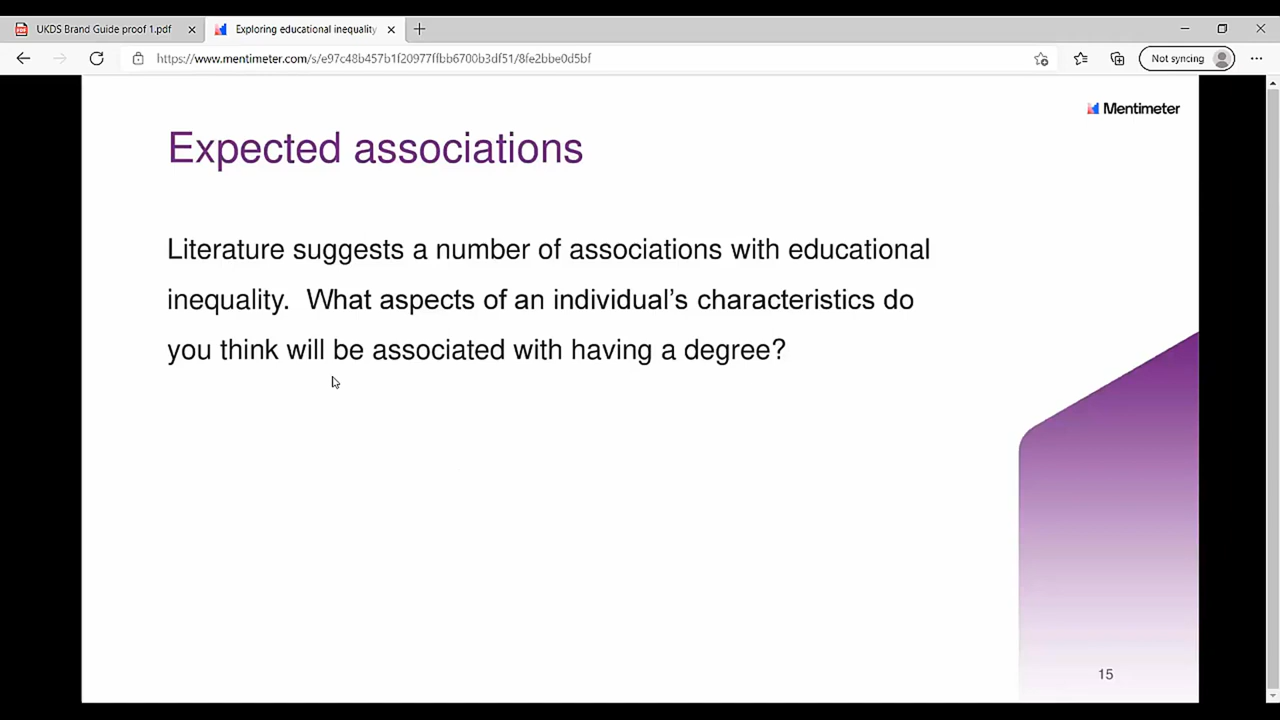 UKDS Brand Guide proof 1.pdf
Exploring educational inequality
https://www.mentimeter.com/s/e97c48b457b1f20977ffbb6700b3df51/8fe2bbe0d5bf
Not syncing
Mentimeter
Expected associations
Literature suggests a number of associations with educational
inequality. What aspects of an individual’s characteristics do
you think will be associated with having a degree?
15